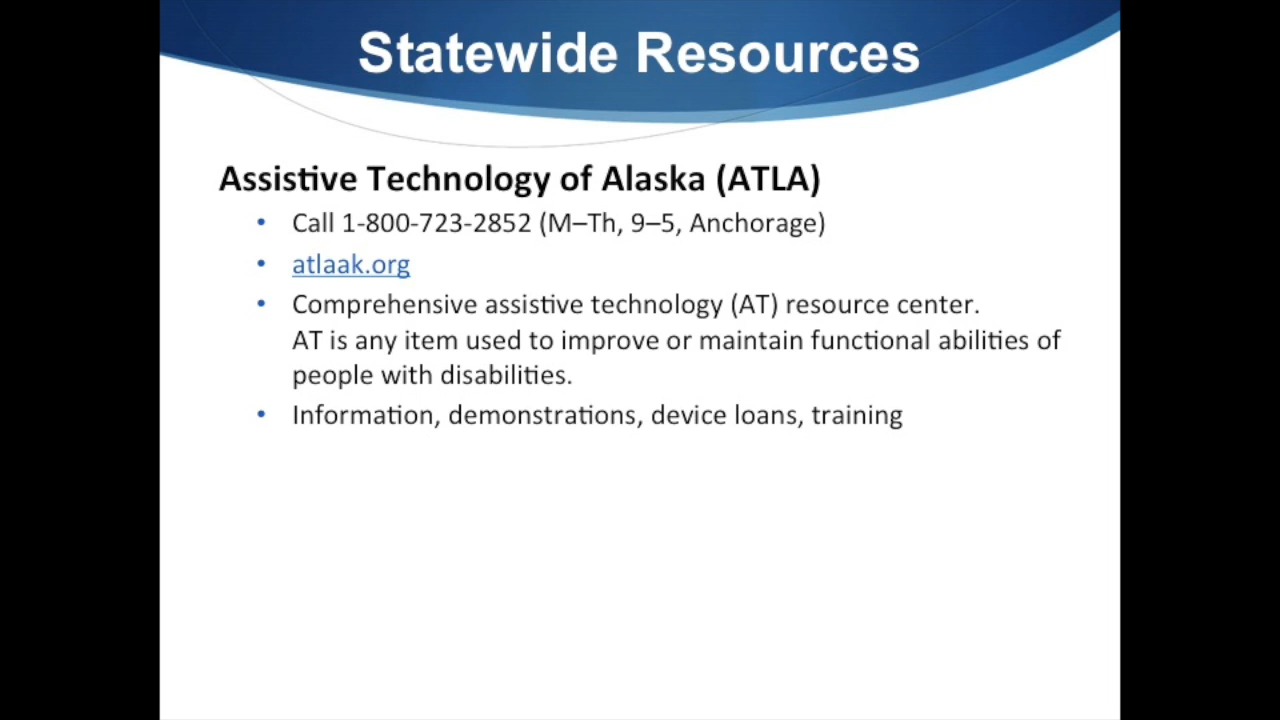 Statewide Resources
Assistive Technology of Alaska (ATLA)
• Call 1-800-723-2852 (M–Th, 9–5, Anchorage)
• atlaak.org
• Comprehensive assistive technology (AT) resource center.
AT is any item used to improve or maintain functional abilities of
people with disabilities.
• Information, demonstrations, device loans, training